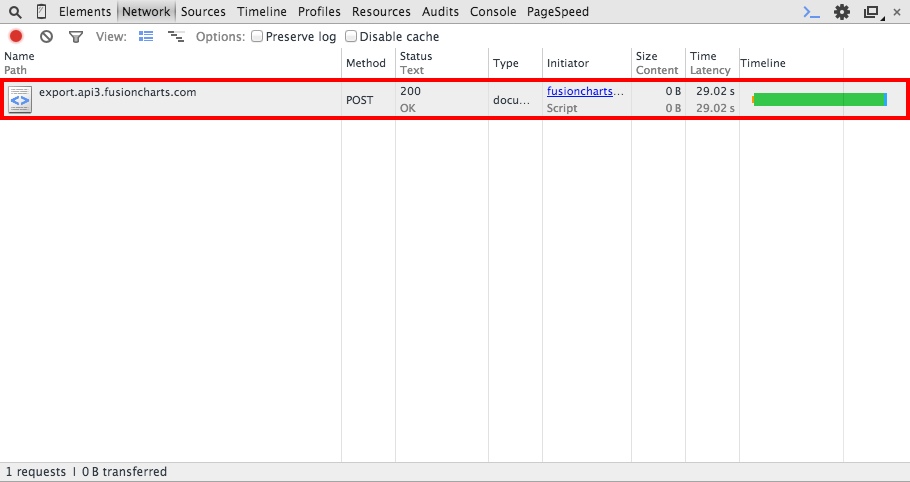 Elements Network Sources Timeline Profiles Resources Audits Console PageSpeed
View: Options: Preserve log Disable cache
Name Method Status Type Initiator Size Time Timeline
Path Text Content Latency
export.api3.fusioncharts.com POST 200 docu... fusioncharts... 0 B 29.02 s
OK Script 0 B 29.02 s
1 requests | 0 B transferred